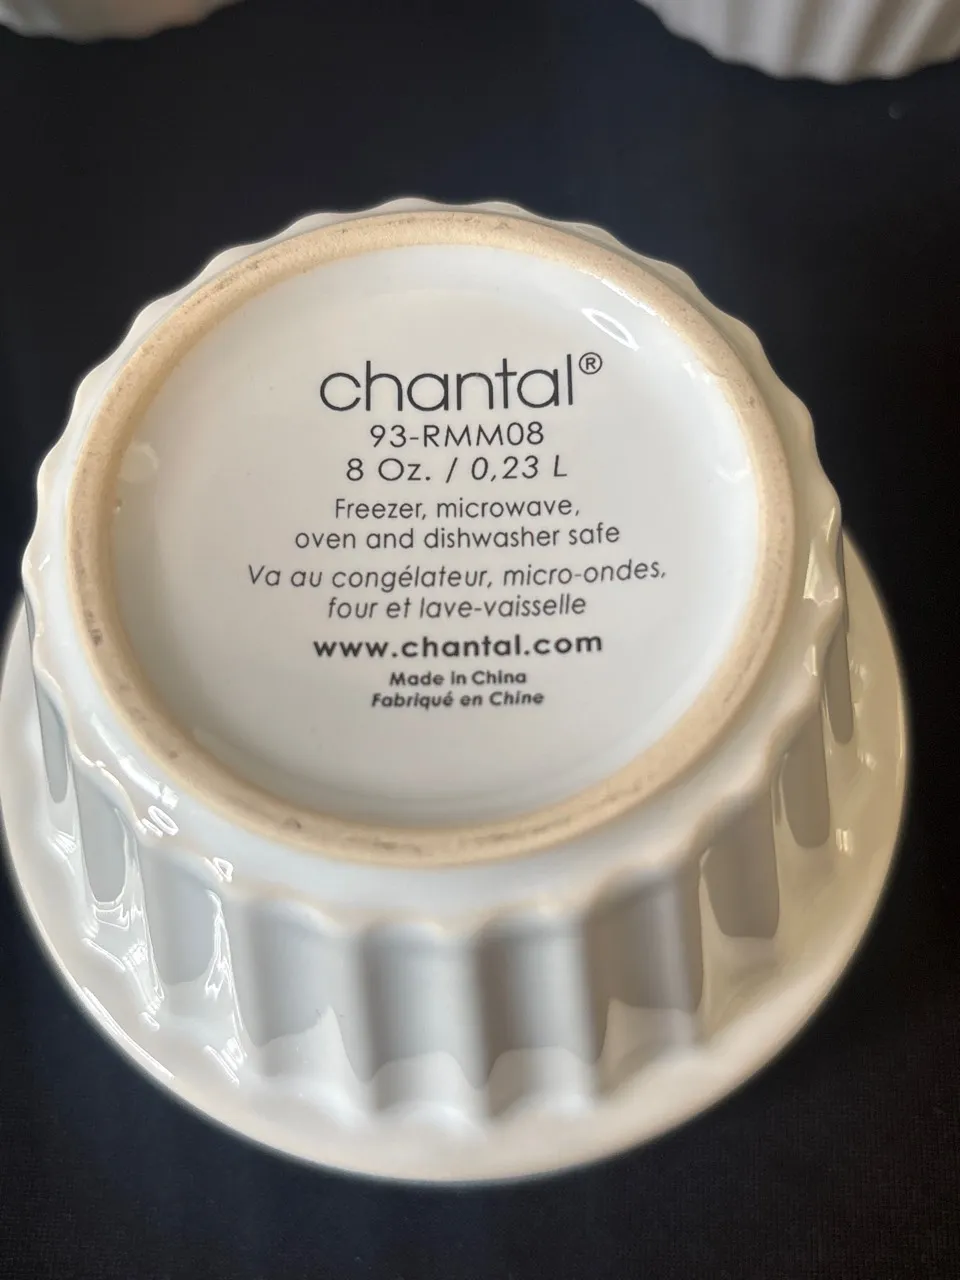 chantal®
93-RMM08
8 Oz. / 0,23 L
Freezer, microwave,
oven and dishwasher safe
Va au congélateur, micro-ondes,
four et lave-vaisselle
www.chantal.com
Made in China
Fabriqué en Chine